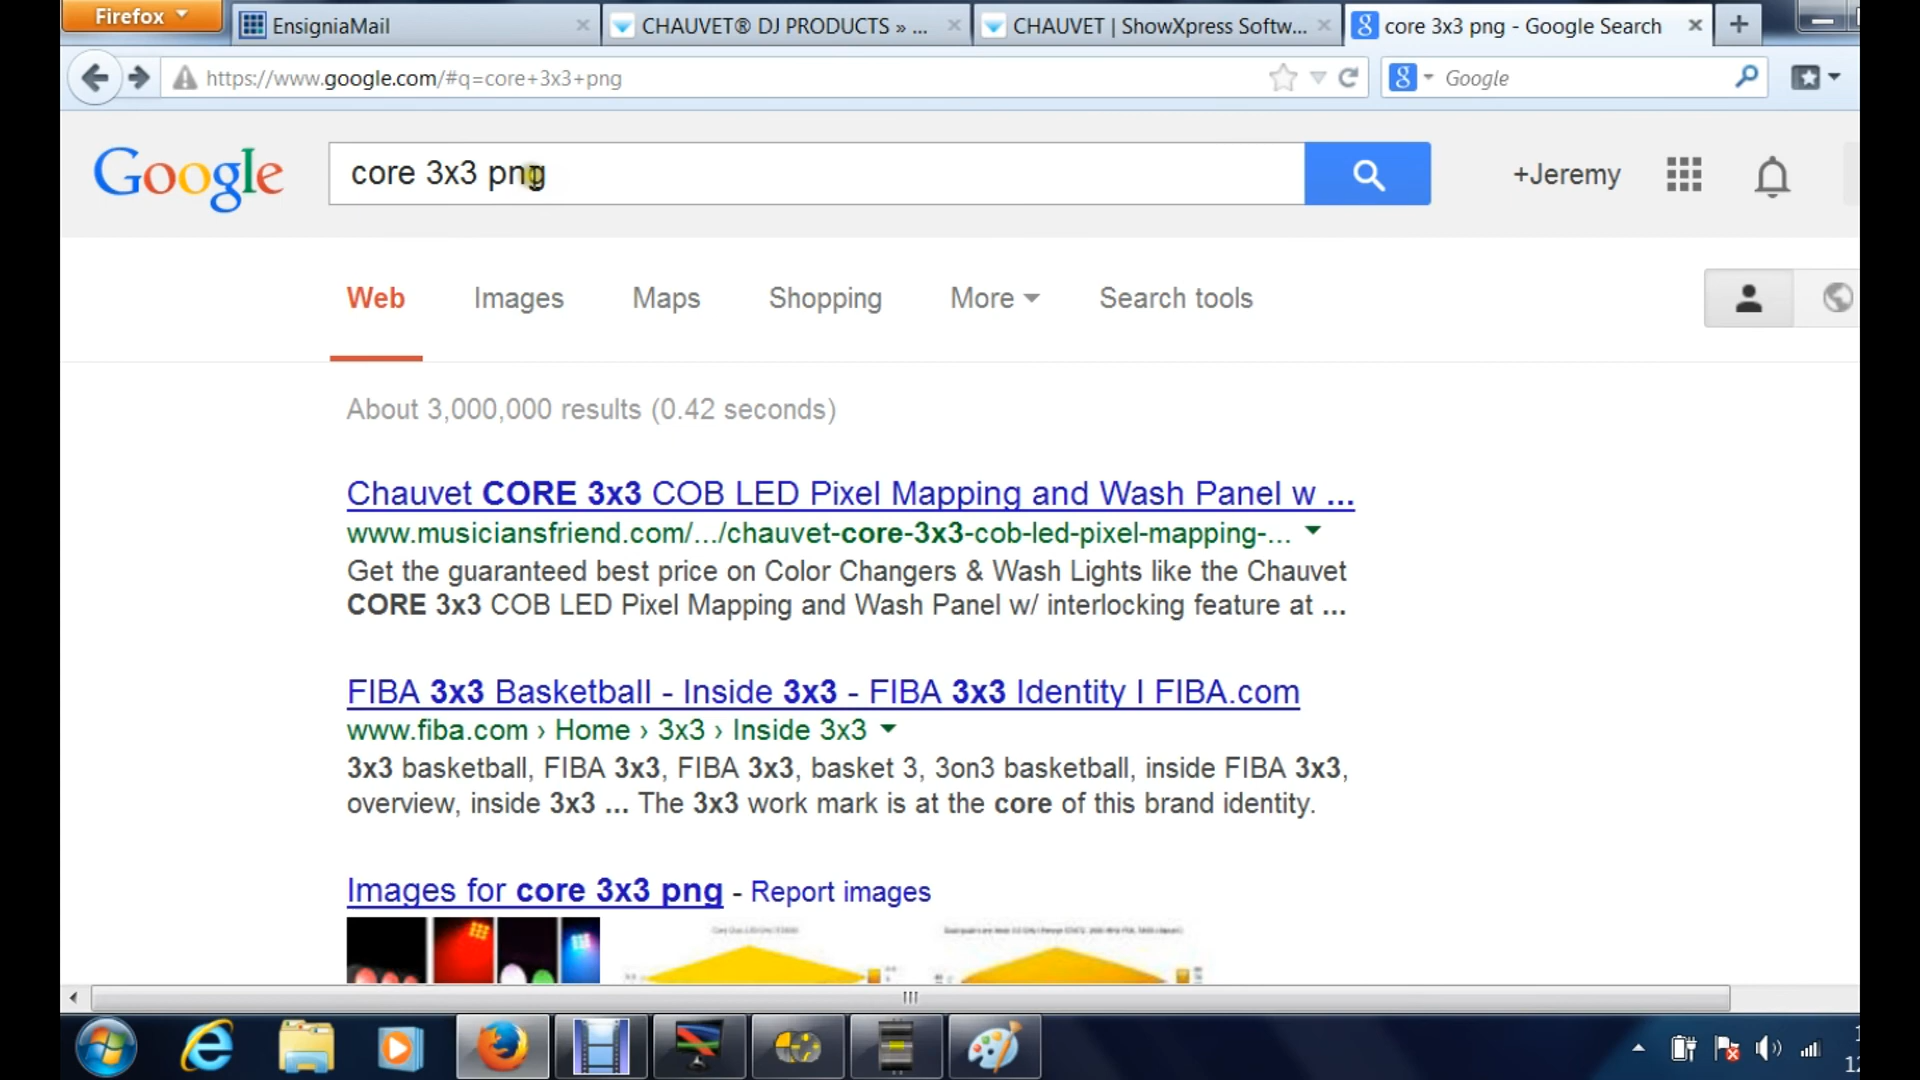 Firefox
EnsigniaMail
CHAUVET® DJ PRODUCTS » ...
CHAUVET | ShowXpress Softw...
core 3x3 png - Google Search
https://www.google.com/#q=core+3x3+png
Google
Google
core 3x3 png
+Jeremy
Web
Images
Maps
Shopping
More
Search tools
About 3,000,000 results (0.42 seconds)
Chauvet CORE 3x3 COB LED Pixel Mapping and Wash Panel w ...
www.musiciansfriend.com/.../chauvet-core-3x3-cob-led-pixel-mapping-...
Get the guaranteed best price on Color Changers & Wash Lights like the Chauvet
CORE 3x3 COB LED Pixel Mapping and Wash Panel w/ interlocking feature at ...
FIBA 3x3 Basketball - Inside 3x3 - FIBA 3x3 Identity I FIBA.com
www.fiba.com › Home › 3x3 › Inside 3x3
3x3 basketball, FIBA 3x3, FIBA 3x3, basket 3, 3on3 basketball, inside FIBA 3x3,
overview, inside 3x3 ... The 3x3 work mark is at the core of this brand identity.
Images for core 3x3 png - Report images